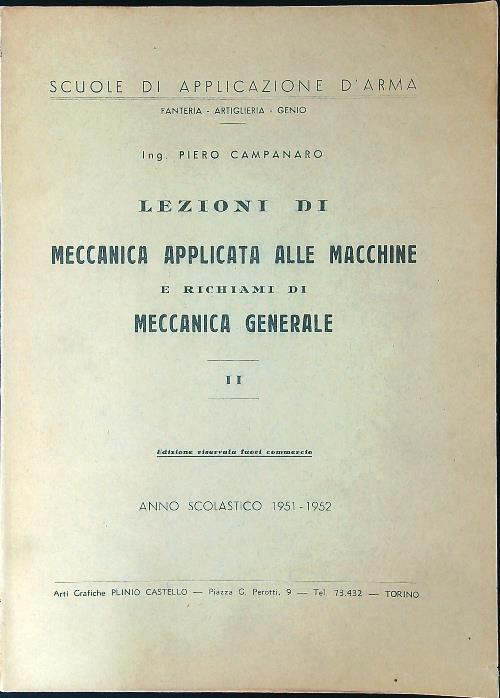 SCUOLE DI APPLICAZIONE D'ARMA
FANTERIA - ARTIGLIERIA - GENIO
Ing. PIERO CAMPANARO
LEZIONI DI
MECCANICA APPLICATA ALLE MACCHINE
E RICHIAMI DI
MECCANICA GENERALE
II
Edizione riservata fuori commercio
ANNO SCOLASTICO 1951-1952
Arti Grafiche PLINIO CASTELLO — Piazza G. Perotti, 9 — Tel. 73.432 — TORINO